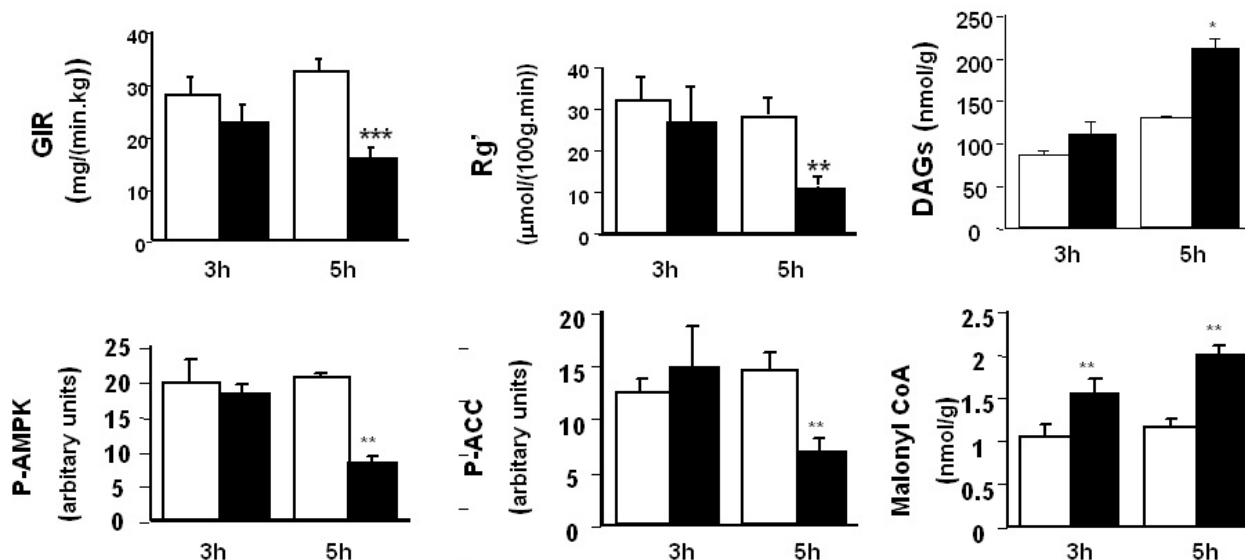 GIR
(mg/(min.kg))
40
30
20
10
0
***
3h
5h
Rg’
(µmol/(100g.min))
40
30
20
10
0
**
3h
5h
DAGs (nmol/g)
250
200
150
100
50
0
*
3h
5h
P-AMPK
(arbitary units)
25
20
15
10
5
0
**
3h
5h
P-ACC
(arbitary units)
20
15
10
5
0
**
3h
5h
Malonyl CoA
(nmol/g)
2.5
2
1.5
1
0.5
0
**
**
3h
5h